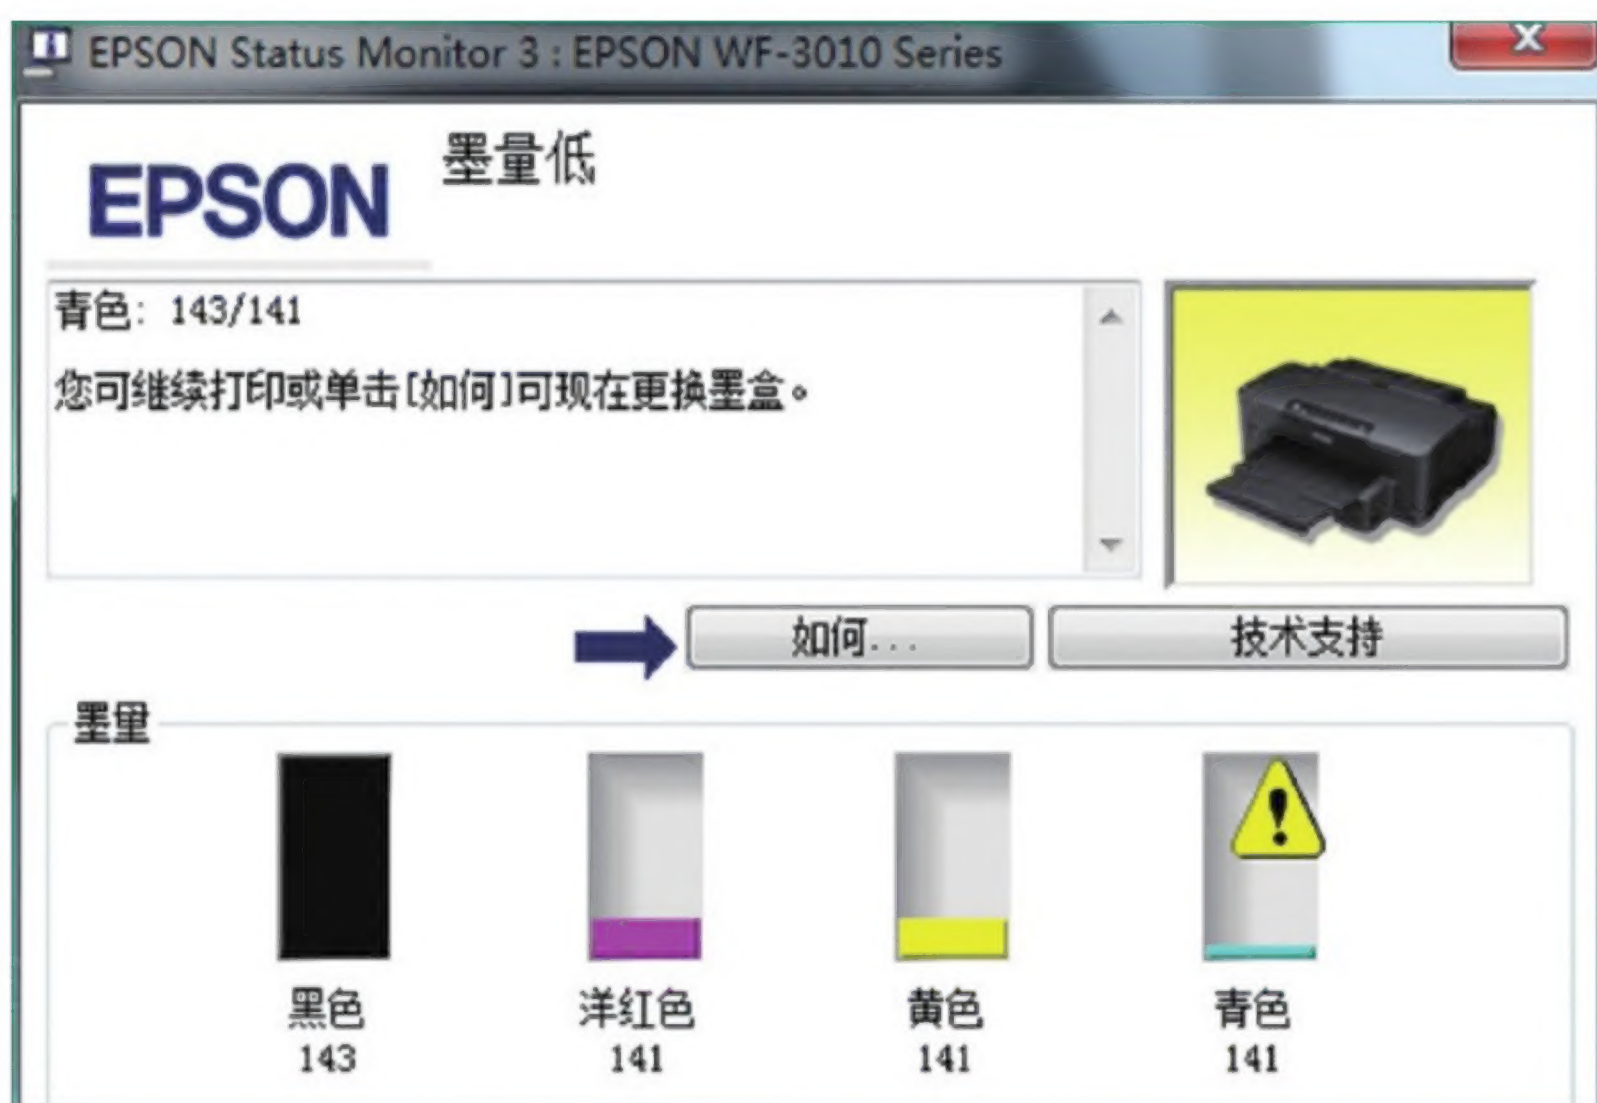 EPSON Status Monitor 3 : EPSON WF-3010 Series
X
EPSON
墨量低
青色: 143/141
您可继续打印或单击[如何]可现在更换墨盒。
如何...
技术支持
墨量
黑色
143
洋红色
141
黄色
141
青色
141